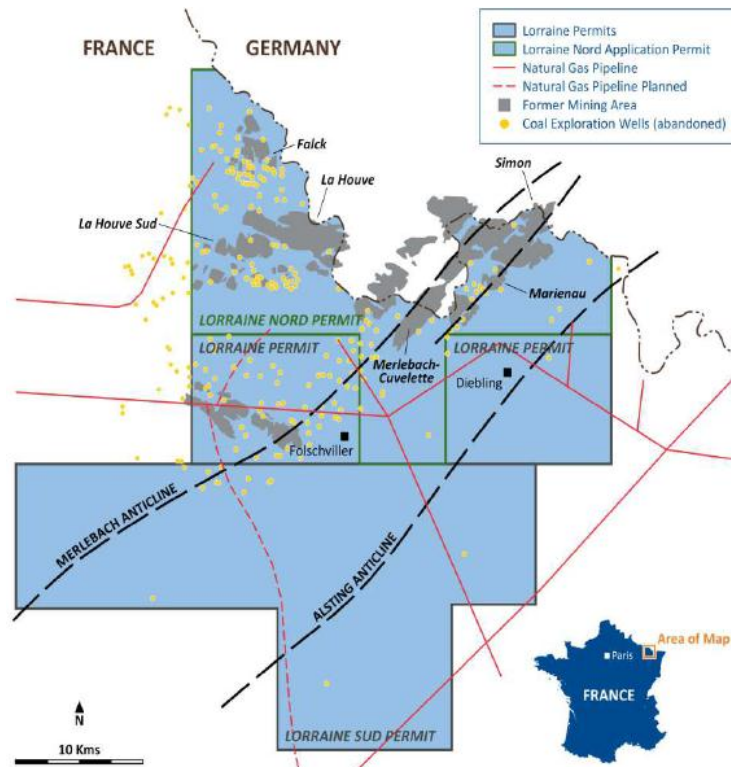 FRANCE
GERMANY
Lorraine Permits
Lorraine Nord Application Permit
Natural Gas Pipeline
Natural Gas Pipeline Planned
Former Mining Area
Coal Exploration Wells (abandoned)
Falck
Simon
La Houve
La Houve Sud
Marienau
LORRAINE NORD PERMIT
LORRAINE PERMIT
Merlebach-
Cuvelette
LORRAINE PERMIT
Diebling
Folschviller
MERLEBACH ANTICLINE
ALSTING ANTICLINE
Area of Map
Paris
FRANCE
N
10 Kms
LORRAINE SUD PERMIT